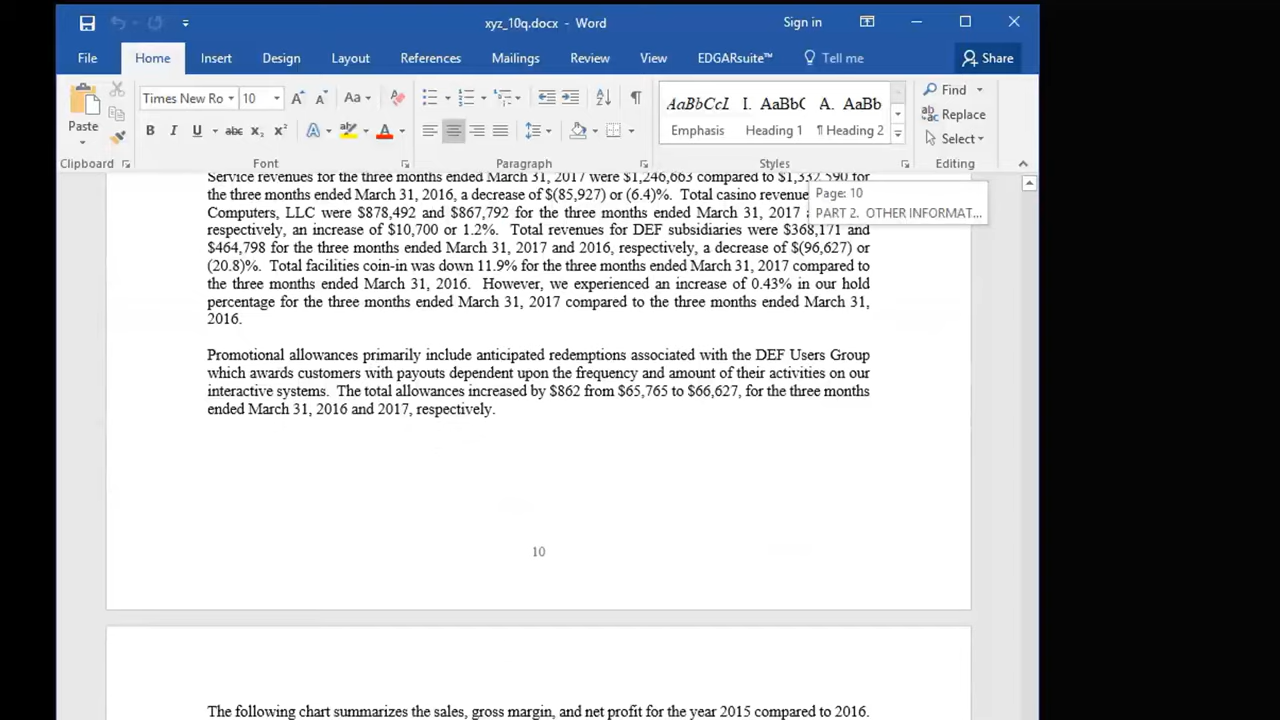 xyz_10q.docx - Word
Sign in
File Home Insert Design Layout References Mailings Review View EDGARsuite™ Tell me Share
Times New Ro 10 Aa AaBbCcI I. AaBbC A. AaBb Find
Paste Replace
B I U abc x₂ x² A A Emphasis Heading 1 ¶ Heading 2 Select
Clipboard Font Paragraph Styles Editing
Service revenues for the three months ended March 31, 2017 were $1,246,663 compared to $1,332,590 for
the three months ended March 31, 2016, a decrease of $(85,927) or (6.4)%. Total casino revenue
Page: 10
PART 2. OTHER INFORMAT...
Computers, LLC were $878,492 and $867,792 for the three months ended March 31, 2017
respectively, an increase of $10,700 or 1.2%. Total revenues for DEF subsidiaries were $368,171 and
$464,798 for the three months ended March 31, 2017 and 2016, respectively, a decrease of $(96,627) or
(20.8)%. Total facilities coin-in was down 11.9% for the three months ended March 31, 2017 compared to
the three months ended March 31, 2016. However, we experienced an increase of 0.43% in our hold
percentage for the three months ended March 31, 2017 compared to the three months ended March 31,
2016.
Promotional allowances primarily include anticipated redemptions associated with the DEF Users Group
which awards customers with payouts dependent upon the frequency and amount of their activities on our
interactive systems. The total allowances increased by $862 from $65,765 to $66,627, for the three months
ended March 31, 2016 and 2017, respectively.
10
The following chart summarizes the sales, gross margin, and net profit for the year 2015 compared to 2016.